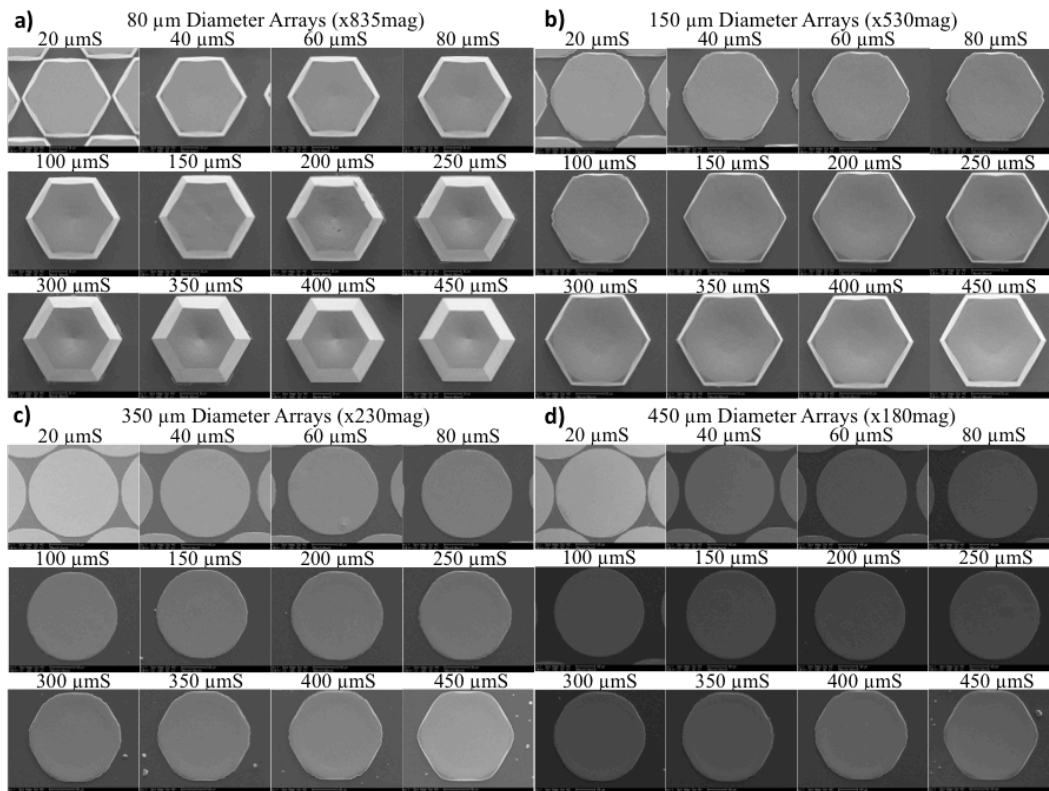 a) 80 µm Diameter Arrays (x835mag)
20 µmS 40 µmS 60 µmS 80 µmS
100 µmS 150 µmS 200 µmS 250 µmS
300 µmS 350 µmS 400 µmS 450 µmS
b) 150 µm Diameter Arrays (x530mag)
20 µmS 40 µmS 60 µmS 80 µmS
100 µmS 150 µmS 200 µmS 250 µmS
300 µmS 350 µmS 400 µmS 450 µmS
c) 350 µm Diameter Arrays (x230mag)
20 µmS 40 µmS 60 µmS 80 µmS
100 µmS 150 µmS 200 µmS 250 µmS
300 µmS 350 µmS 400 µmS 450 µmS
d) 450 µm Diameter Arrays (x180mag)
20 µmS 40 µmS 60 µmS 80 µmS
100 µmS 150 µmS 200 µmS 250 µmS
300 µmS 350 µmS 400 µmS 450 µmS